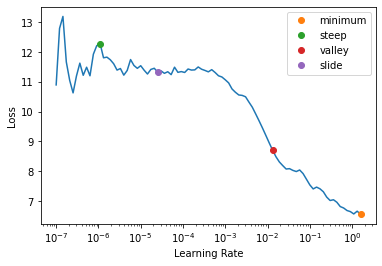 13
12
11
10
9
8
7
Loss
10⁻⁷
10⁻⁶
10⁻⁵
10⁻⁴
10⁻³
10⁻²
10⁻¹
10⁰
Learning Rate
minimum
steep
valley
slide